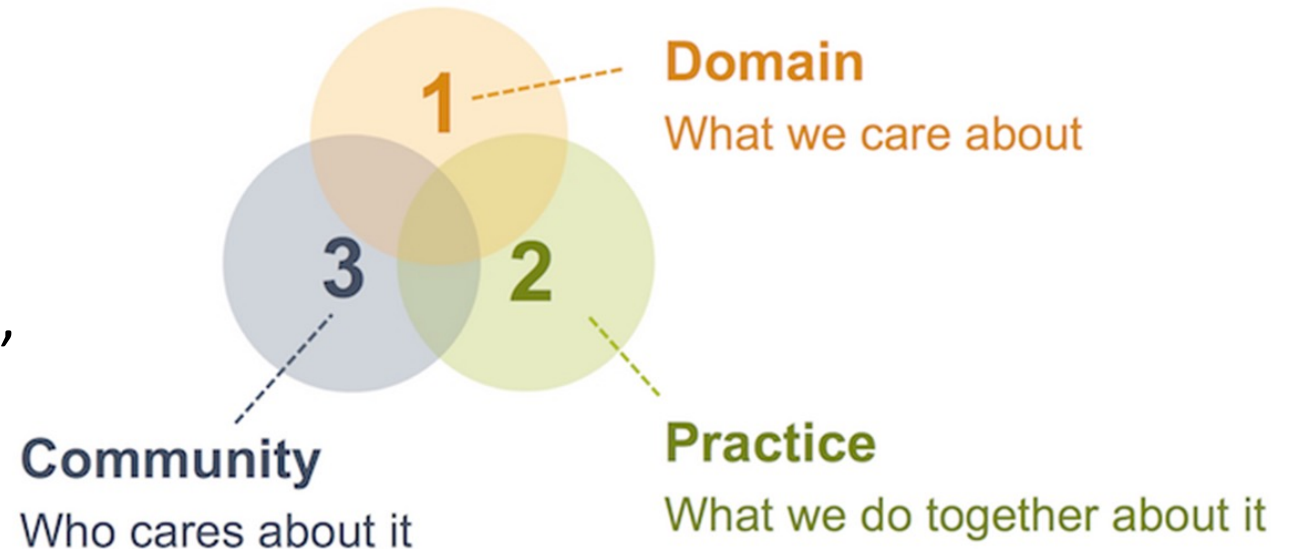 1
Domain
What we care about
3
2
,
Community
Who cares about it
Practice
What we do together about it